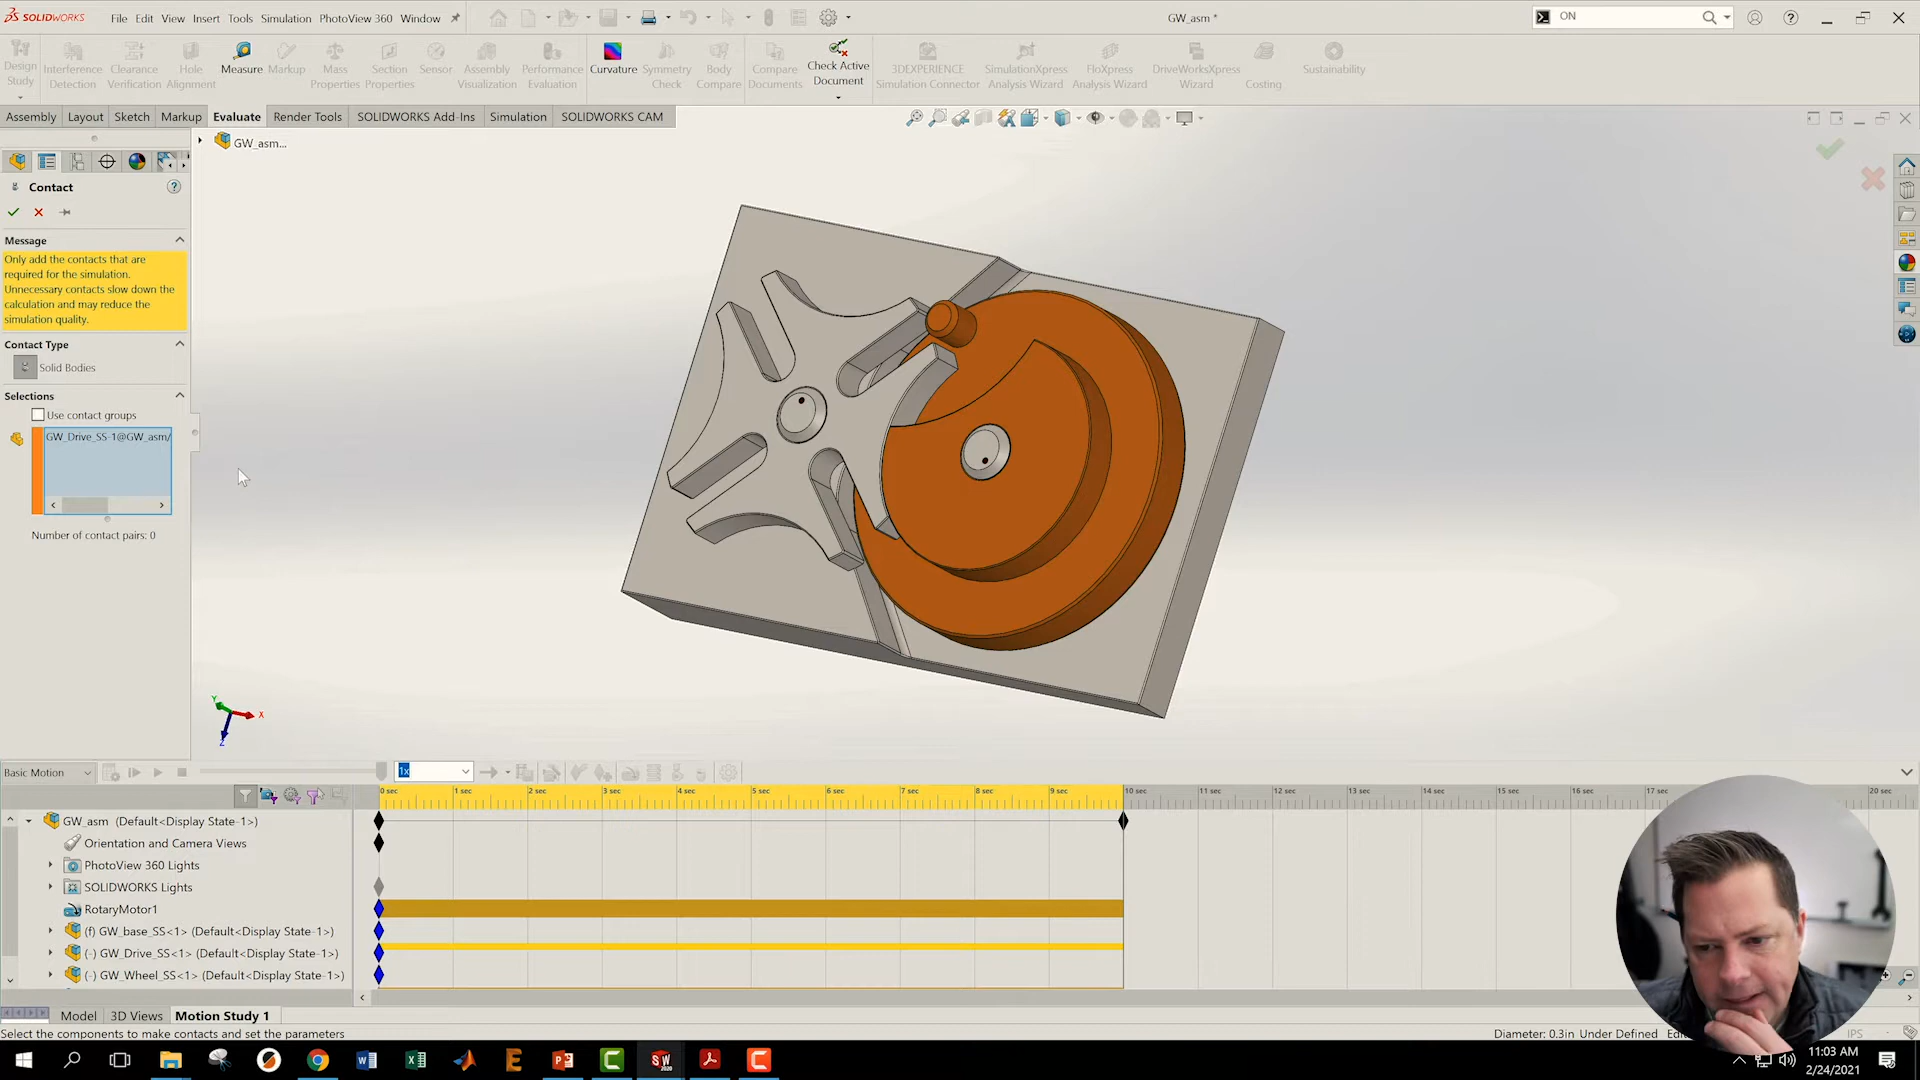 SOLIDWORKS
File Edit View Insert Tools Simulation PhotoView 360 Window
GW_asm *
ON
Design Study
Interference Detection
Clearance Verification
Hole Alignment
Measure
Markup
Mass Properties
Section Properties
Sensor
Assembly Visualization
Performance Evaluation
Curvature
Symmetry Check
Body Compare
Compare Documents
Check Active Document
3DEXPERIENCE Simulation Connector
SimulationXpress Analysis Wizard
FloXpress Analysis Wizard
DriveWorksXpress Wizard
Costing
Sustainability
Assembly Layout Sketch Markup Evaluate Render Tools SOLIDWORKS Add-Ins Simulation SOLIDWORKS CAM
GW_asm...
Contact
Message
Only add the contacts that are
required for the simulation.
Unnecessary contacts slow down the
calculation and may reduce the
simulation quality.
Contact Type
Solid Bodies
Selections
Use contact groups
GW_Drive_SS-1@GW_asm/
Number of contact pairs: 0
Y
X
Z
Basic Motion
1x
0 sec 1 sec 2 sec 3 sec 4 sec 5 sec 6 sec 7 sec 8 sec 9 sec 10 sec 11 sec 12 sec 13 sec 14 sec 15 sec 16 sec 17 sec 20 sec
GW_asm (Default<Display State-1>)
Orientation and Camera Views
PhotoView 360 Lights
SOLIDWORKS Lights
RotaryMotor1
(f) GW_base_SS<1> (Default<Display State-1>)
(-) GW_Drive_SS<1> (Default<Display State-1>)
(-) GW_Wheel_SS<1> (Default<Display State-1>)
Model 3D Views Motion Study 1
Select the components to make contacts and set the parameters
Diameter: 0.3in Under Defined
IPS
11:03 AM
2/24/2021